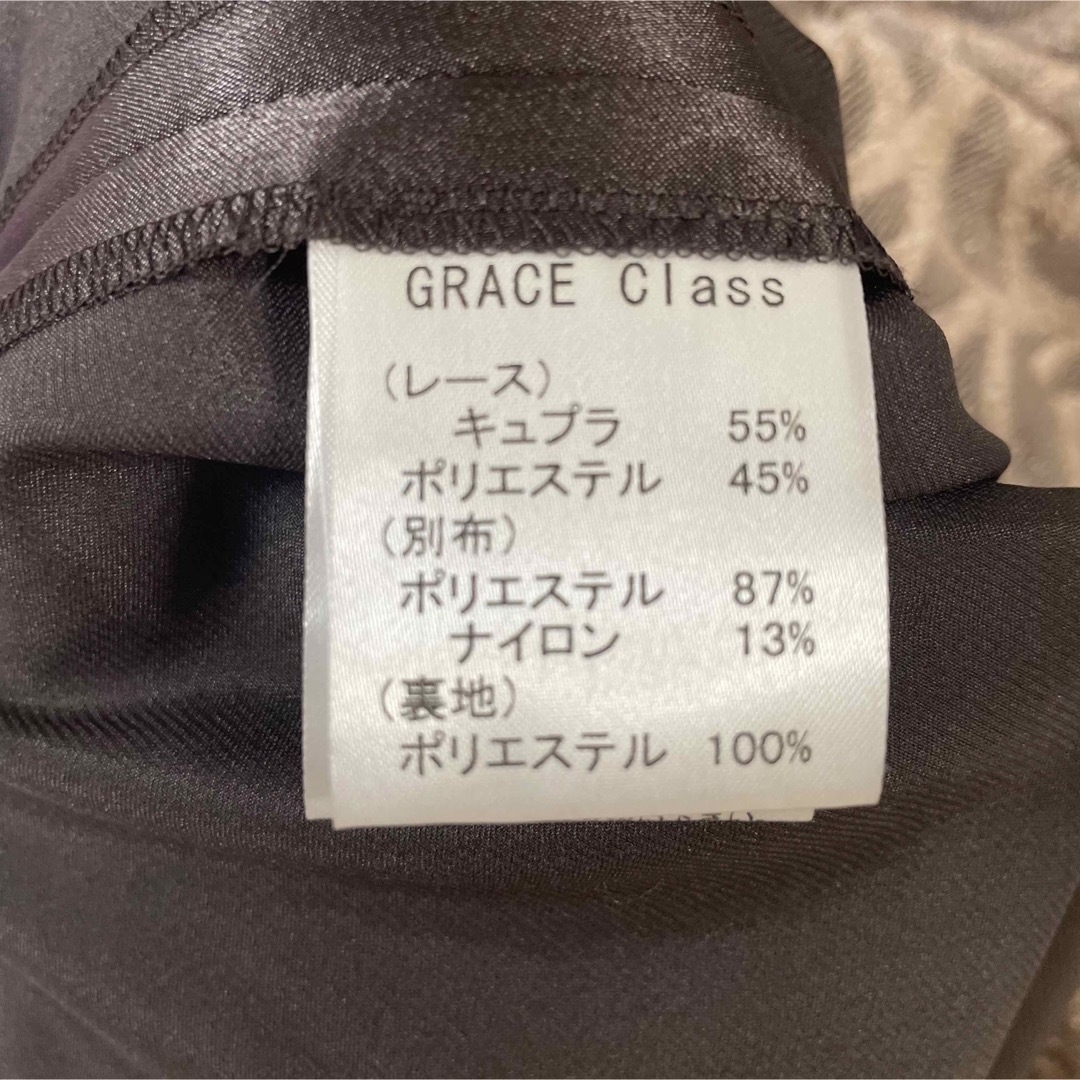 GRACE Class
(レース)
キュプラ 55%
ポリエステル 45%
(別布)
ポリエステル 87%
ナイロン 13%
(裏地)
ポリエステル 100%